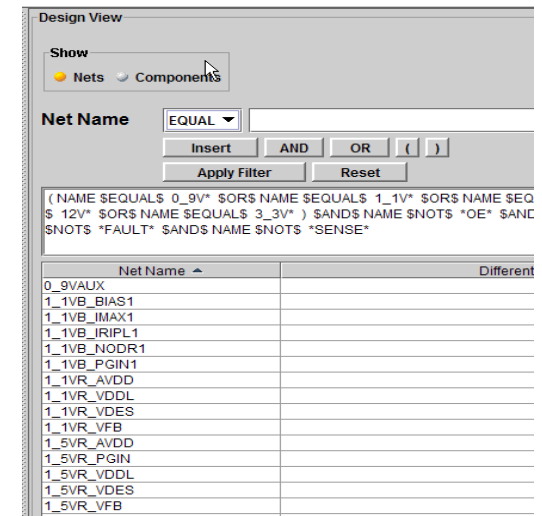 Design View
Show
Nets Components
Net Name EQUAL
Insert AND OR ( )
Apply Filter Reset
( NAME $EQUAL$ 0_9V* $OR$ NAME $EQUAL$ 1_1V* $OR$ NAME $EQ
$ 12V* $OR$ NAME $EQUAL$ 3_3V* ) $AND$ NAME $NOT$ *OE* $AND
$NOT$ *FAULT* $AND$ NAME $NOT$ *SENSE*
Net Name Different
0_9VAUX
1_1VB_BIAS1
1_1VB_IMAX1
1_1VB_IRIPL1
1_1VB_NODR1
1_1VB_PGIN1
1_1VR_AVDD
1_1VR_VDDL
1_1VR_VDES
1_1VR_VFB
1_5VR_AVDD
1_5VR_PGIN
1_5VR_VDDL
1_5VR_VDES
1_5VR_VFB